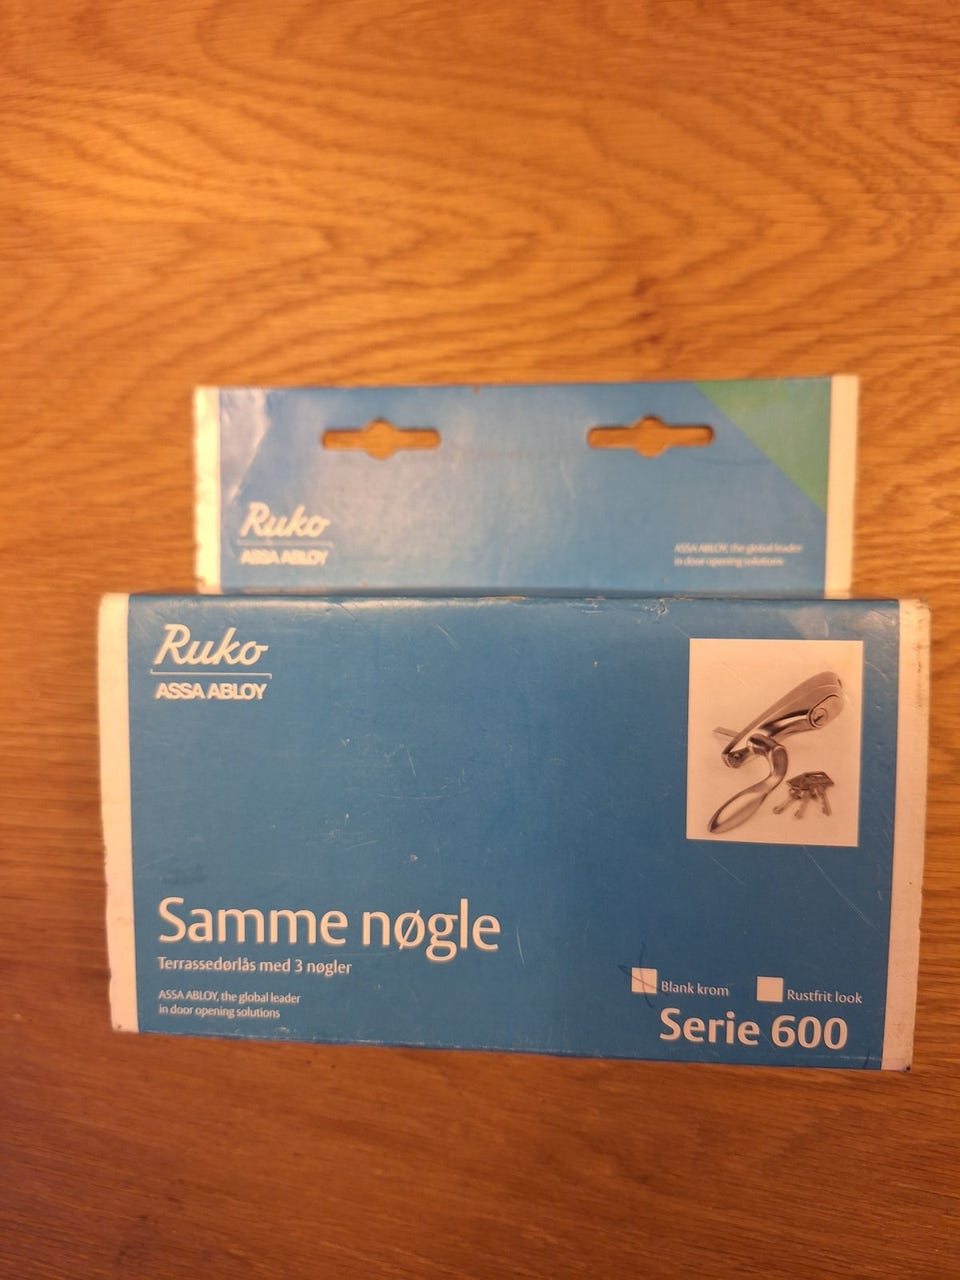 Ruko
ASSA ABLOY
ASSA ABLOY, the global leader
in door opening solutions
Ruko
ASSA ABLOY
Samme nøgle
Terrassedørlås med 3 nøgler
ASSA ABLOY, the global leader
in door opening solutions
Blank krom
Rustfrit look
Serie 600